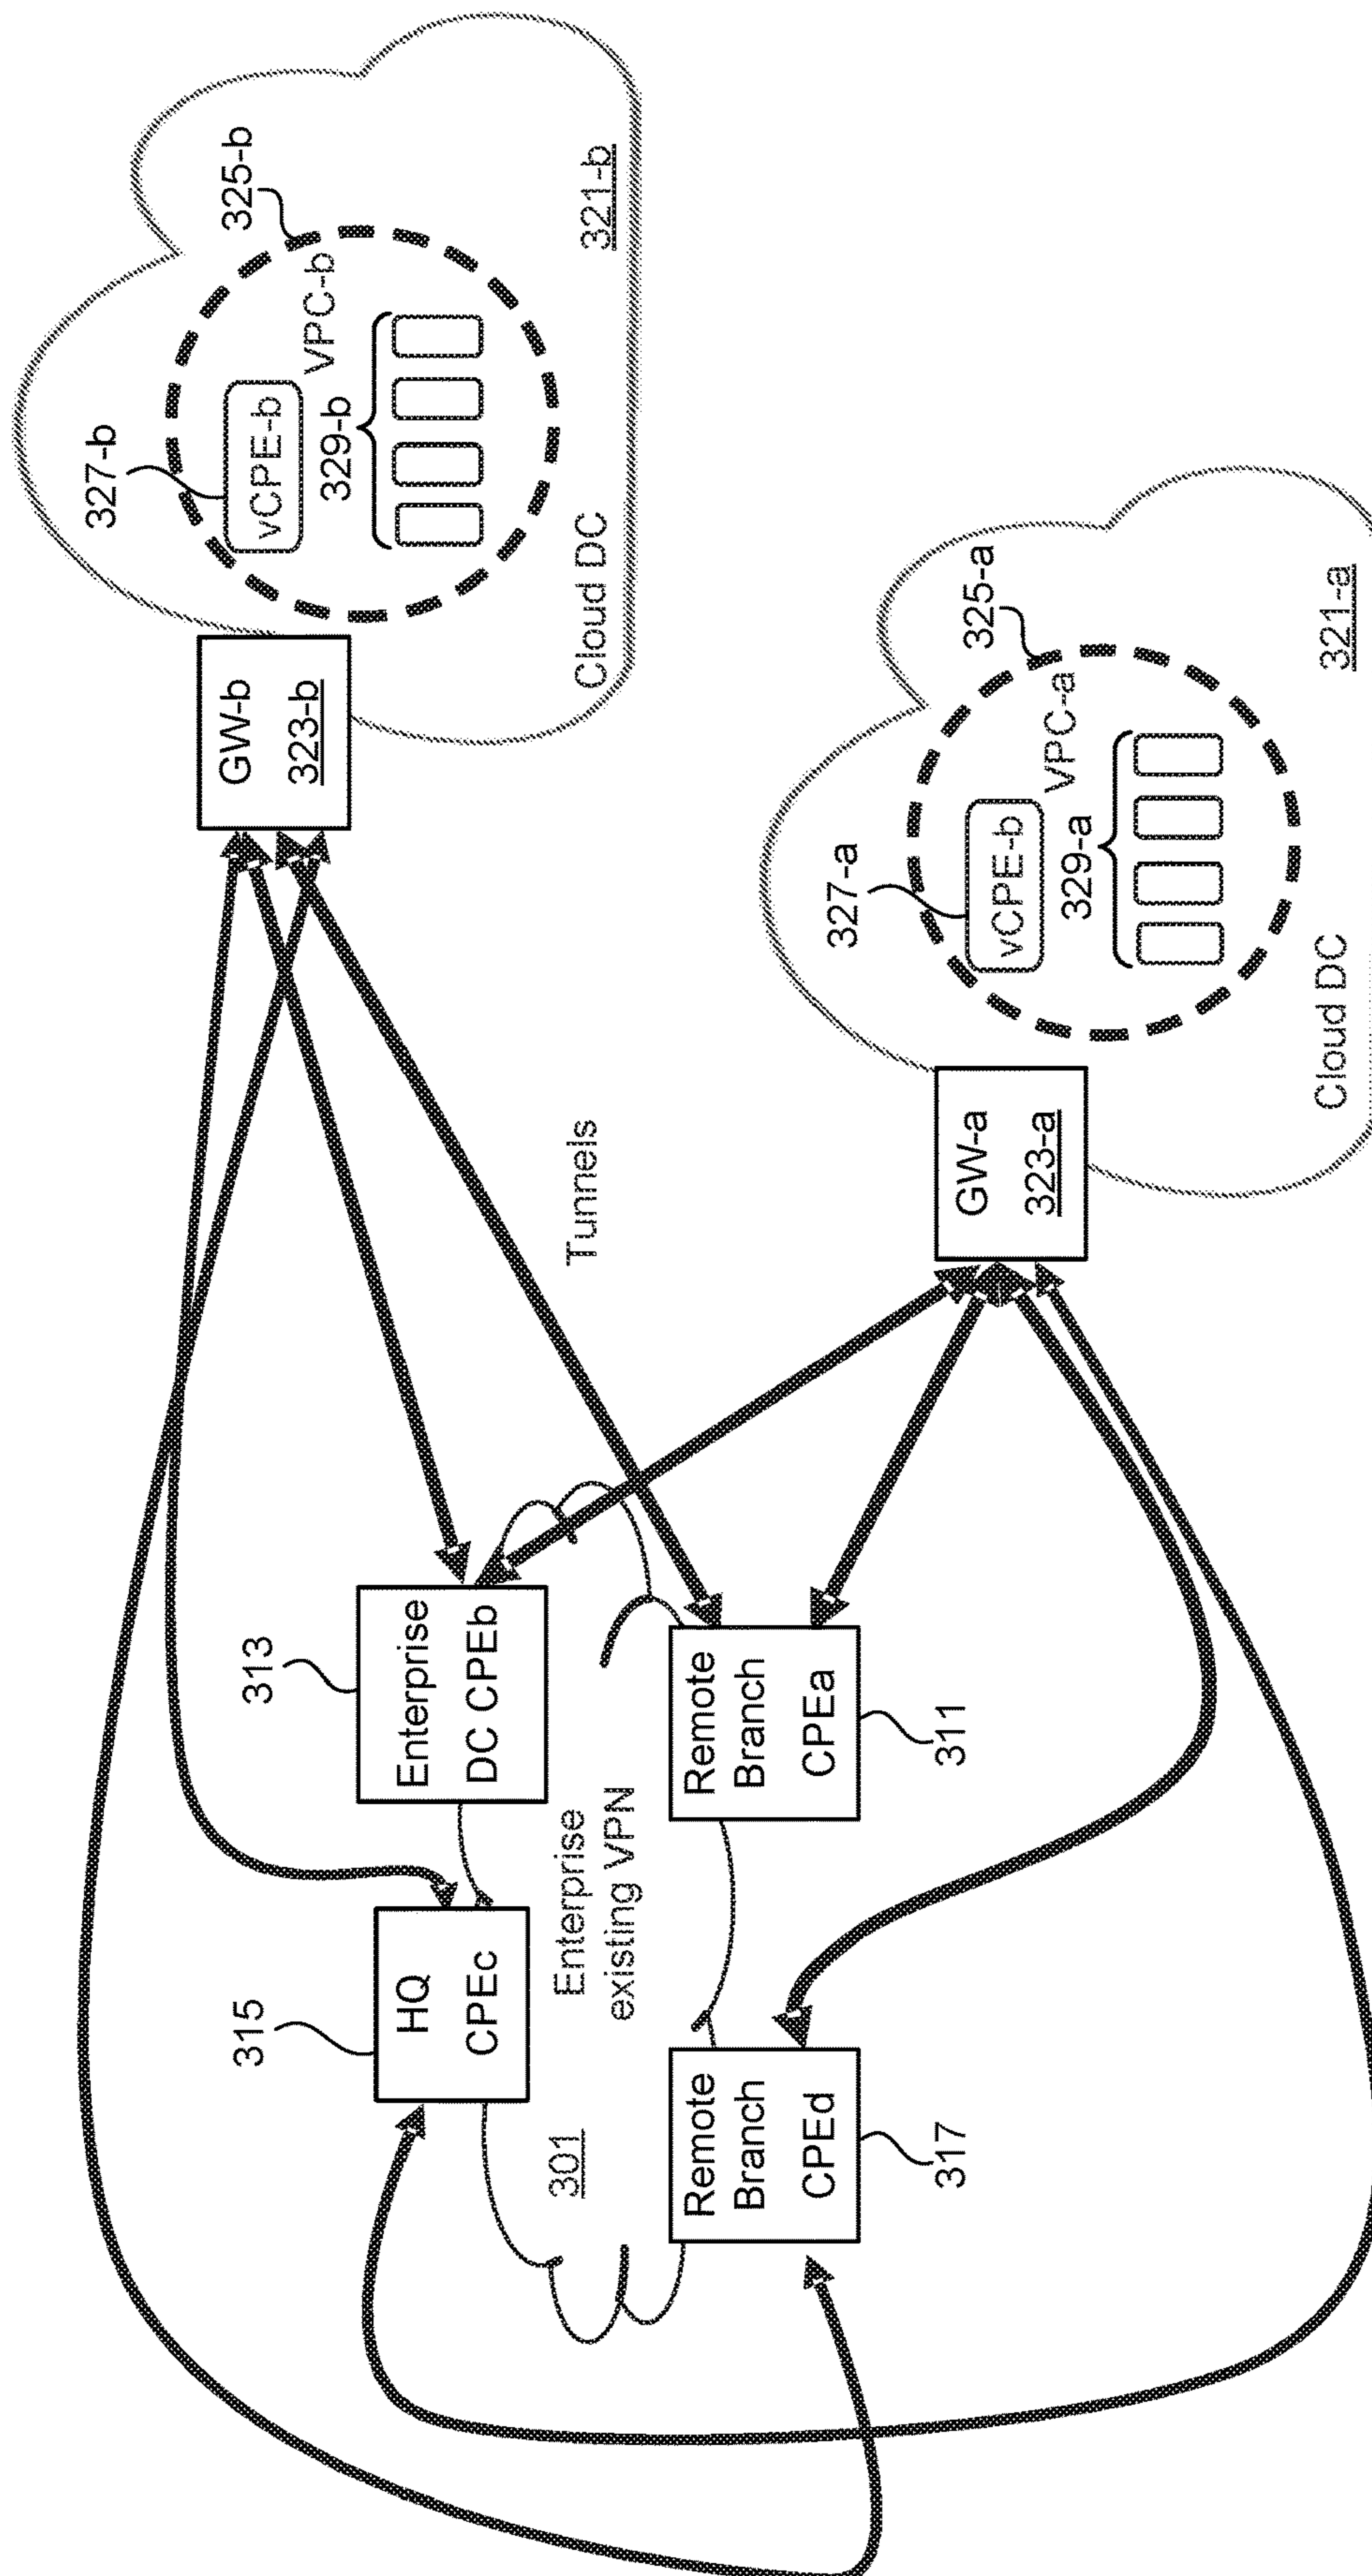 315
HQ
CPEc
313
Enterprise
DC CPEb
301
Enterprise
existing VPN
317
Remote
Branch
CPEd
311
Remote
Branch
CPEa
Tunnels
GW-b
323-b
327-b
vCPE-b
325-b
VPC-b
329-b
Cloud DC
321-b
GW-a
323-a
327-a
vCPE-b
325-a
VPC-a
329-a
Cloud DC
321-a